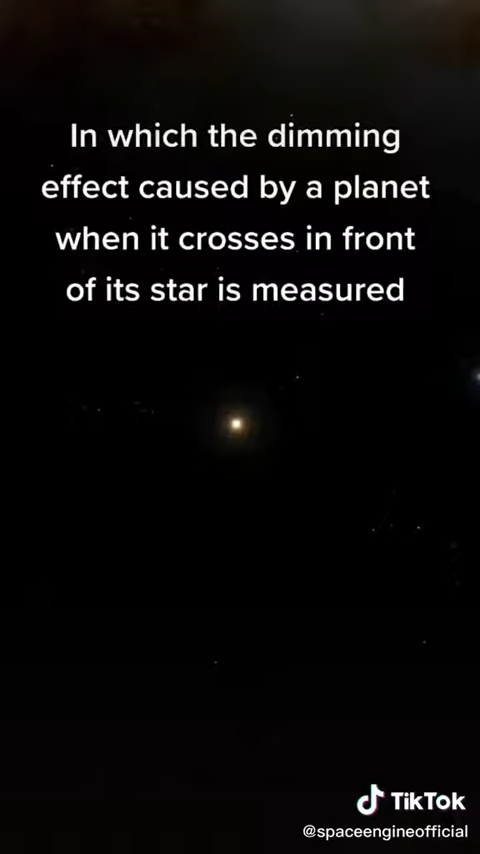 In which the dimming
effect caused by a planet
when it crosses in front
of its star is measured
TikTok
@spaceengineofficial